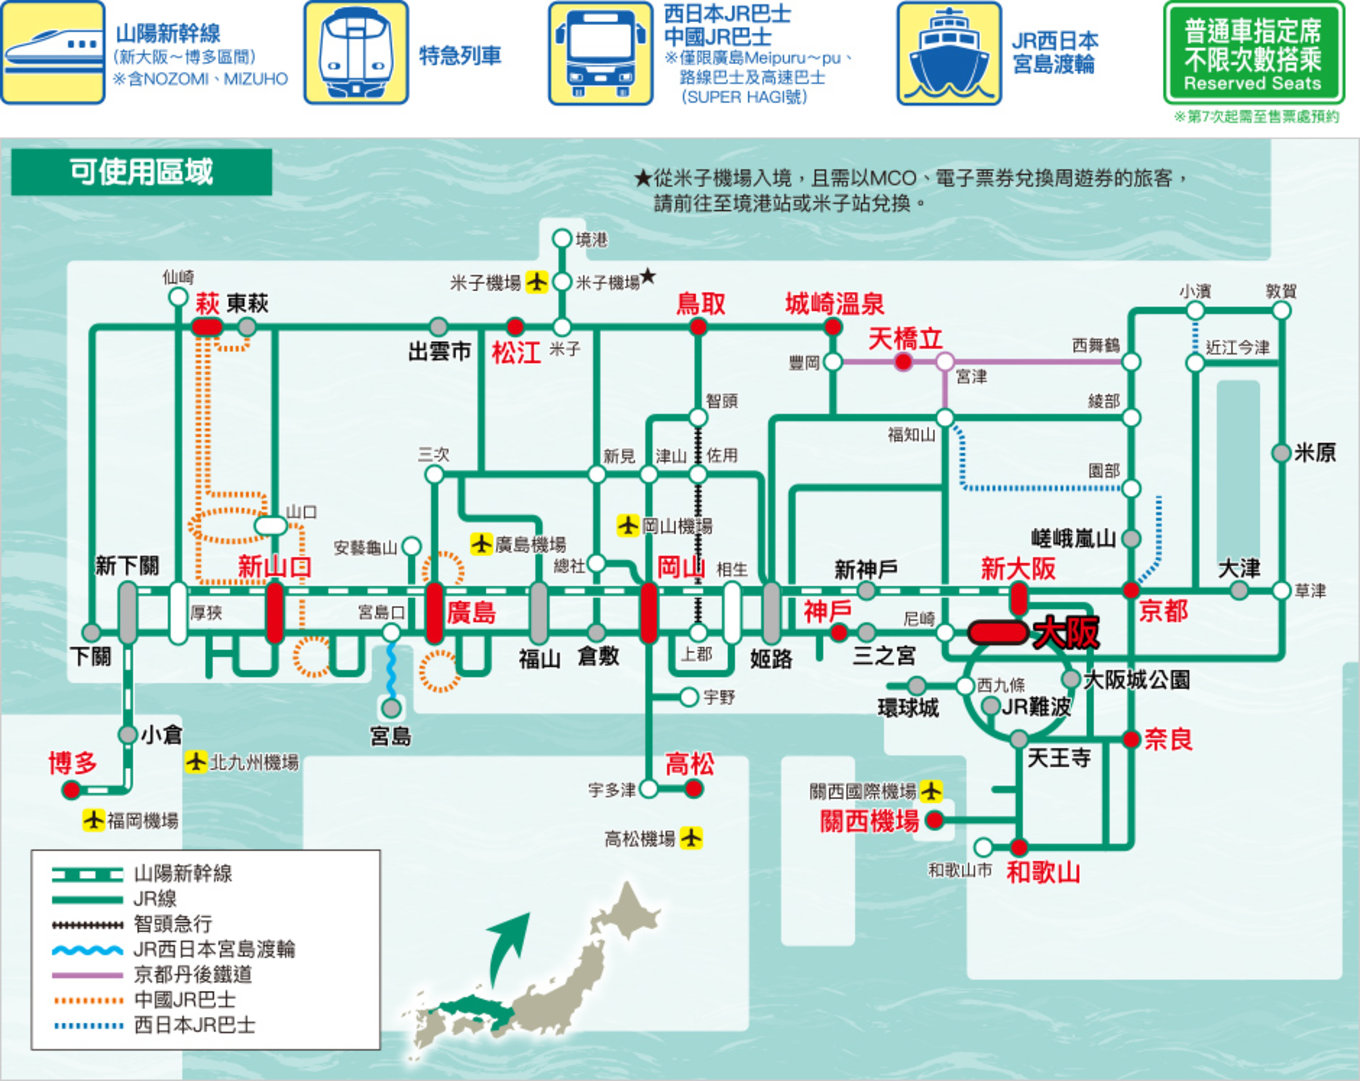 山陽新幹線
(新大阪～博多區間)
※含NOZOMI、MIZUHO
特急列車
西日本JR巴士
中國JR巴士
※僅限廣島Meipuru～pu、
路線巴士及高速巴士
(SUPER HAGI號)
JR西日本
宮島渡輪
普通車指定席
不限次數搭乘
Reserved Seats
※第7次起需至售票處預約
可使用區域
★從米子機場入境，且需以MCO、電子票券兌換周遊券的旅客，
請前往至境港站或米子站兌換。
境港
仙崎
米子機場
米子機場★
小濱
敦賀
萩
東萩
鳥取
城崎溫泉
天橋立
出雲市
松江
米子
豐岡
宮津
西舞鶴
近江今津
智頭
綾部
福知山
三次
新見
津山
佐用
園部
米原
山口
岡山機場
安藝龜山
廣島機場
嵯峨嵐山
新下關
新山口
總社
岡山
相生
新神戶
新大阪
大津
厚狹
宮島口
廣島
神戶
尼崎
京都
草津
下關
福山
倉敷
上郡
姬路
三之宮
大阪
宇野
環球城
西九條
大阪城公園
JR難波
小倉
宮島
天王寺
奈良
博多
北九州機場
高松
宇多津
關西國際機場
福岡機場
關西機場
高松機場
和歌山市
和歌山
山陽新幹線
JR線
智頭急行
JR西日本宮島渡輪
京都丹後鐵道
中國JR巴士
西日本JR巴士